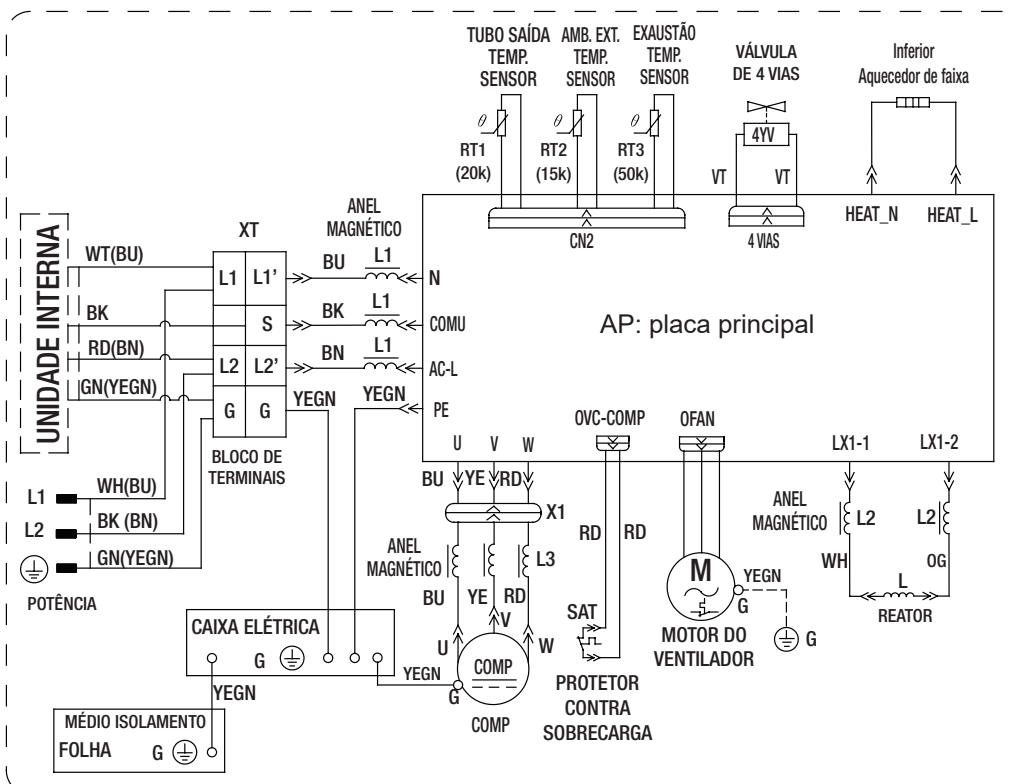 TUBO SAÍDA
TEMP.
SENSOR
AMB. EXT.
TEMP.
SENSOR
EXAUSTÃO
TEMP.
SENSOR
VÁLVULA
DE 4 VIAS
Inferior
Aquecedor de faixa
θ
RT1
(20k)
θ
RT2
(15k)
θ
RT3
(50k)
4YV
VT
VT
CN2
4 VIAS
HEAT_N
HEAT_L
UNIDADE INTERNA
WT(BU)
BK
RD(BN)
GN(YEGN)
XT
L1
L1’
S
L2
L2’
G
G
BLOCO DE
TERMINAIS
ANEL
MAGNÉTICO
BU
L1
N
BK
L1
COMU
BN
L1
AC-L
YEGN
YEGN
PE
AP: placa principal
U
V
W
OVC-COMP
OFAN
LX1-1
LX1-2
L1
WH(BU)
L2
BK (BN)
GN(YEGN)
POTÊNCIA
BU
YE
RD
X1
ANEL
MAGNÉTICO
L3
BU
YE
RD
U
V
W
COMP
G
COMP
RD
RD
SAT
PROTETOR
CONTRA
SOBRECARGA
M
YEGN
G
G
MOTOR DO
VENTILADOR
ANEL
MAGNÉTICO
L2
L2
WH
OG
L
REATOR
CAIXA ELÉTRICA
G
YEGN
YEGN
MÉDIO ISOLAMENTO
FOLHA
G